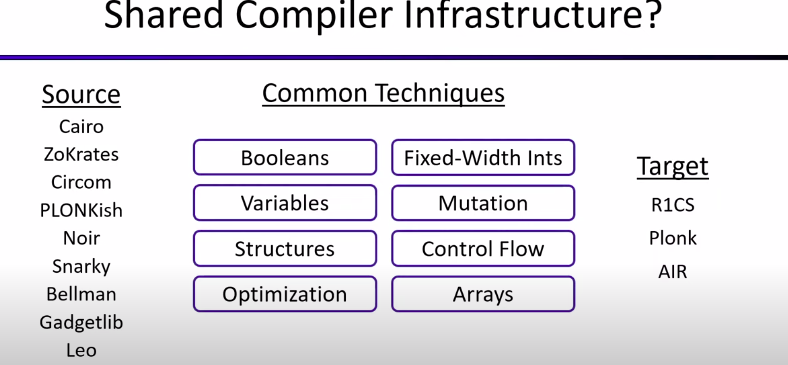 Shared Compiler Infrastructure?
Source
Cairo
ZoKrates
Circom
PLONKish
Noir
Snarky
Bellman
Gadgetlib
Leo
Common Techniques
Booleans
Fixed-Width Ints
Variables
Mutation
Structures
Control Flow
Optimization
Arrays
Target
R1CS
Plonk
AIR